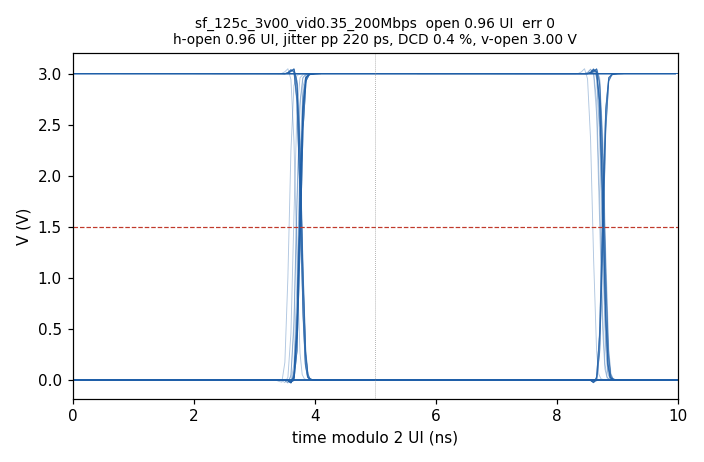 sf_125c_3v00_vid0.35_200Mbps  open 0.96 UI  err 0
h-open 0.96 UI, jitter pp 220 ps, DCD 0.4 %, v-open 3.00 V
V (V)
3.0
2.5
2.0
1.5
1.0
0.5
0.0
0 2 4 6 8 10
time modulo 2 UI (ns)